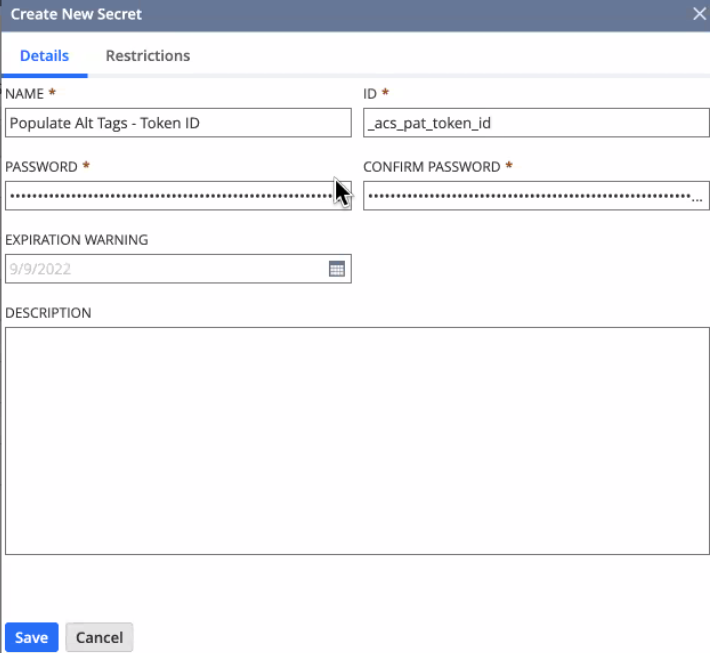 Create New Secret
Details Restrictions
NAME * ID *
Populate Alt Tags - Token ID _acs_pat_token_id
PASSWORD * CONFIRM PASSWORD *
EXPIRATION WARNING
9/9/2022
DESCRIPTION
Save Cancel